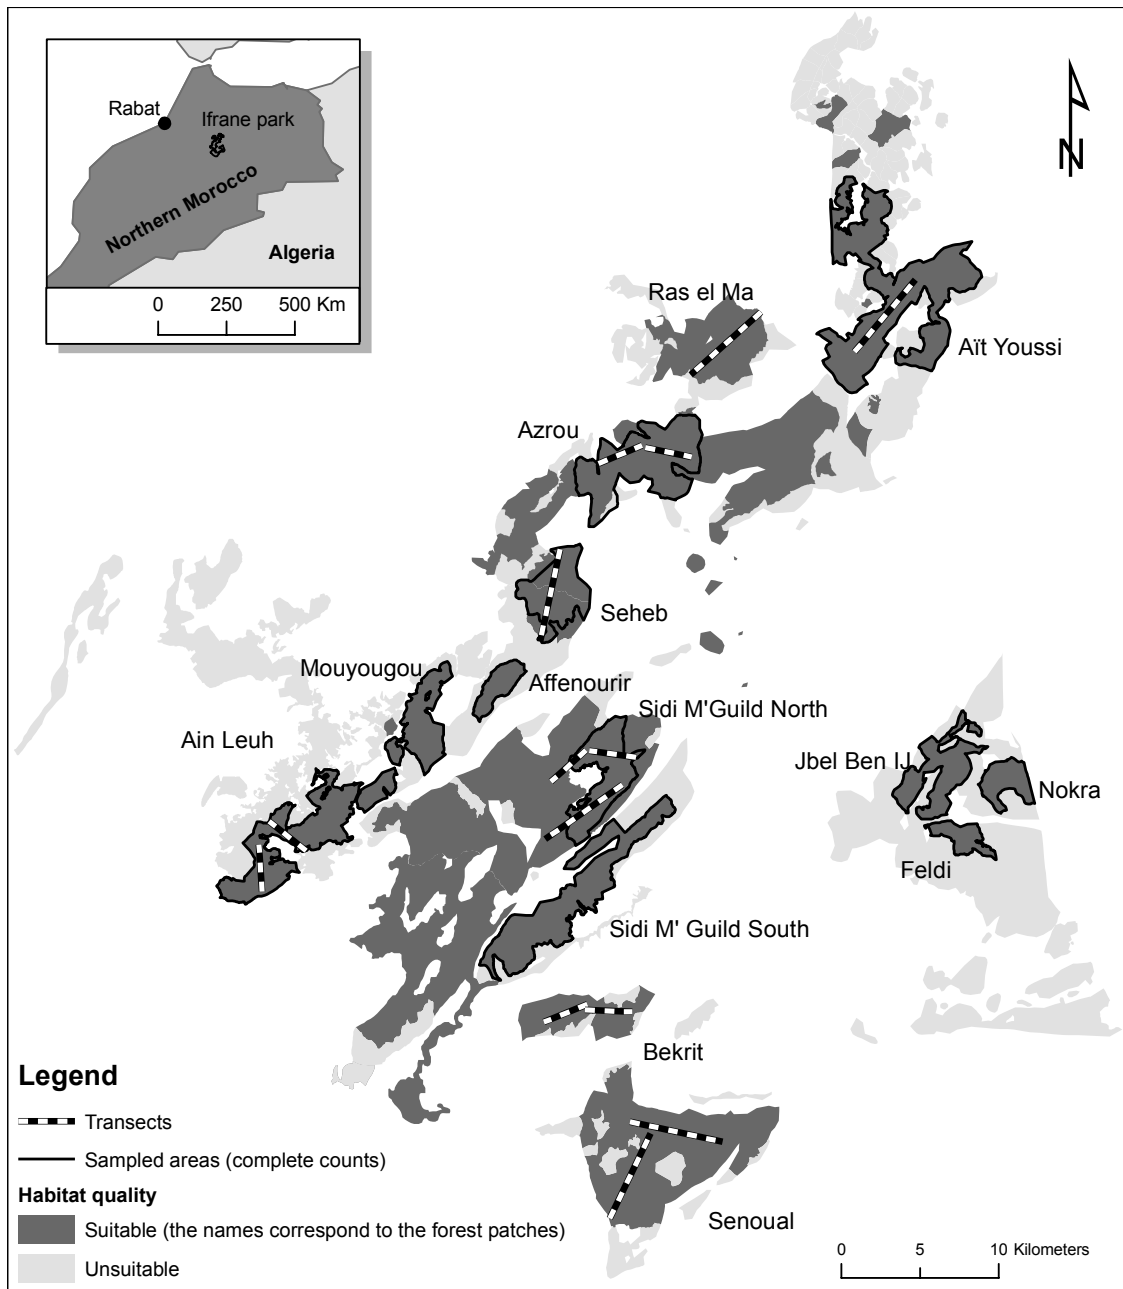 Rabat
Ifrane park
Northern Morocco
Algeria
0 250 500 Km
N
Ras el Ma
Aït Youssi
Azrou
Seheb
Mouyougou
Affenourir
Sidi M'Guild North
Ain Leuh
Jbel Ben IJ
Nokra
Feldi
Sidi M' Guild South
Bekrit
Senoual
Legend
Transects
Sampled areas (complete counts)
Habitat quality
Suitable (the names correspond to the forest patches)
Unsuitable
0 5 10 Kilometers